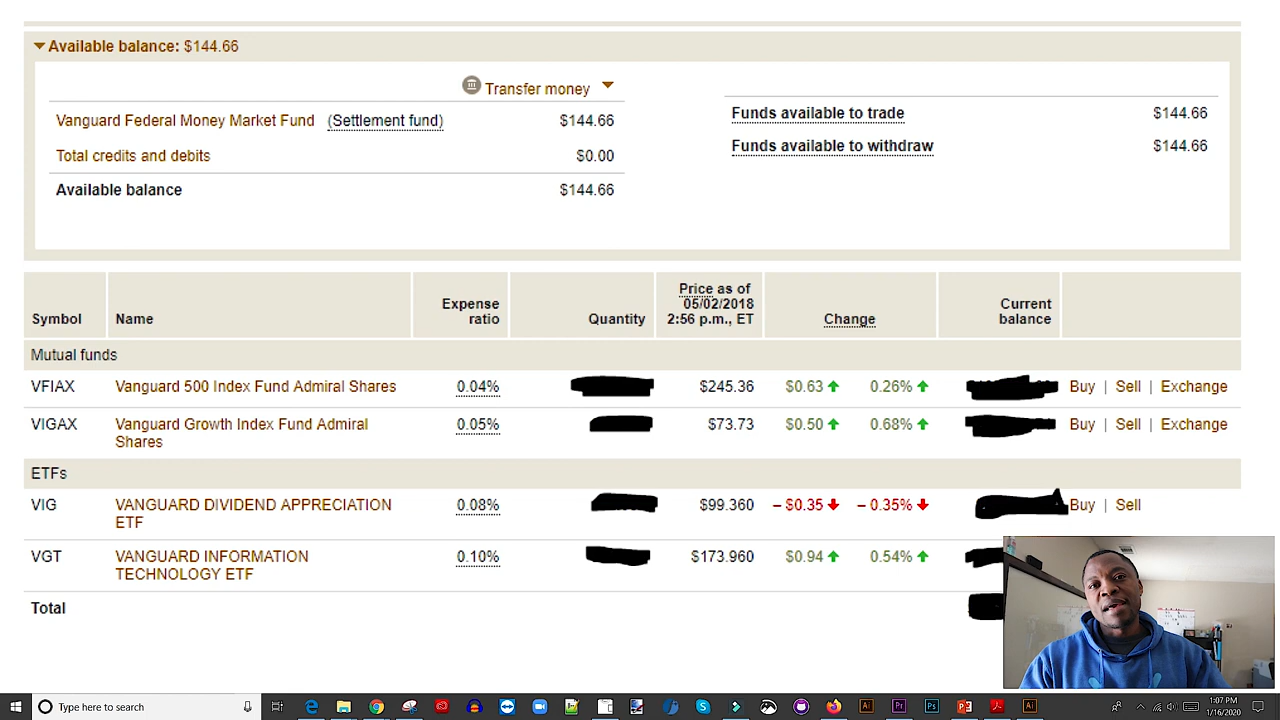 Available balance: $144.66
Transfer money
Vanguard Federal Money Market Fund (Settlement fund) $144.66
Total credits and debits $0.00
Available balance $144.66
Funds available to trade $144.66
Funds available to withdraw $144.66
Symbol Name Expense ratio Quantity Price as of 05/02/2018 2:56 p.m., ET Change Current balance
Mutual funds
VFIAX Vanguard 500 Index Fund Admiral Shares 0.04% $245.36 $0.63 0.26% Buy | Sell | Exchange
VIGAX Vanguard Growth Index Fund Admiral Shares 0.05% $73.73 $0.50 0.68% Buy | Sell | Exchange
ETFs
VIG VANGUARD DIVIDEND APPRECIATION ETF 0.08% $99.360 – $0.35 – 0.35% Buy | Sell
VGT VANGUARD INFORMATION TECHNOLOGY ETF 0.10% $173.960 $0.94 0.54%
Total
Type here to search
1:07 PM
1/16/2020